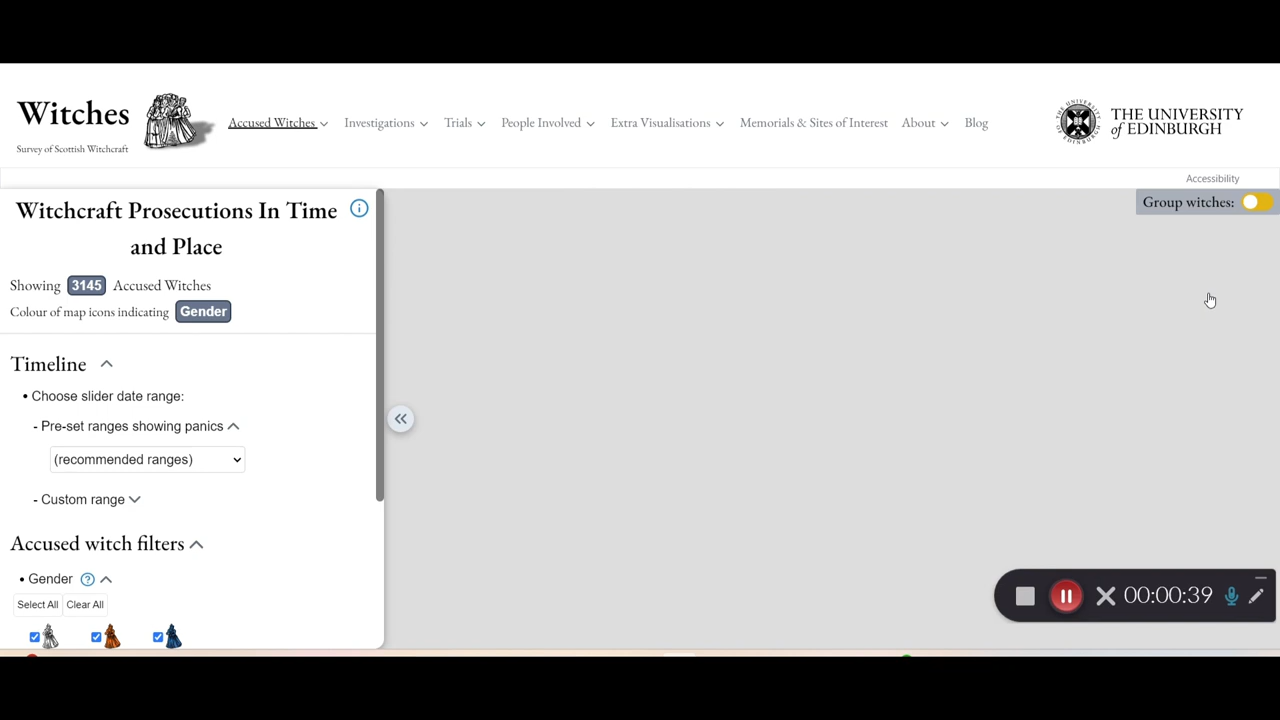 Witches
Survey of Scottish Witchcraft
Accused Witches
Investigations
Trials
People Involved
Extra Visualisations
Memorials & Sites of Interest
About
Blog
THE UNIVERSITY
of EDINBURGH
Accessibility
Group witches:
Witchcraft Prosecutions In Time
and Place
Showing 3145 Accused Witches
Colour of map icons indicating Gender
Timeline
• Choose slider date range:
- Pre-set ranges showing panics
(recommended ranges)
- Custom range
Accused witch filters
• Gender ?
Select All Clear All
00:00:39